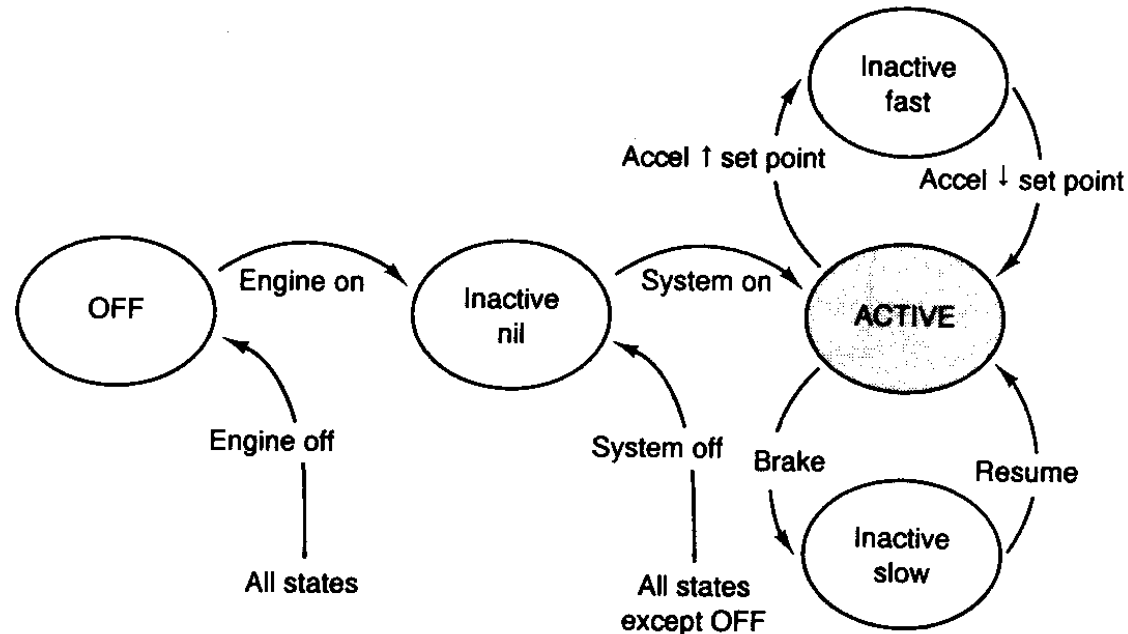 Inactive
fast
Accel ↑ set point
Accel ↓ set point
OFF
Engine on
Inactive
nil
System on
ACTIVE
Engine off
System off
Brake
Resume
All states
All states
except OFF
Inactive
slow